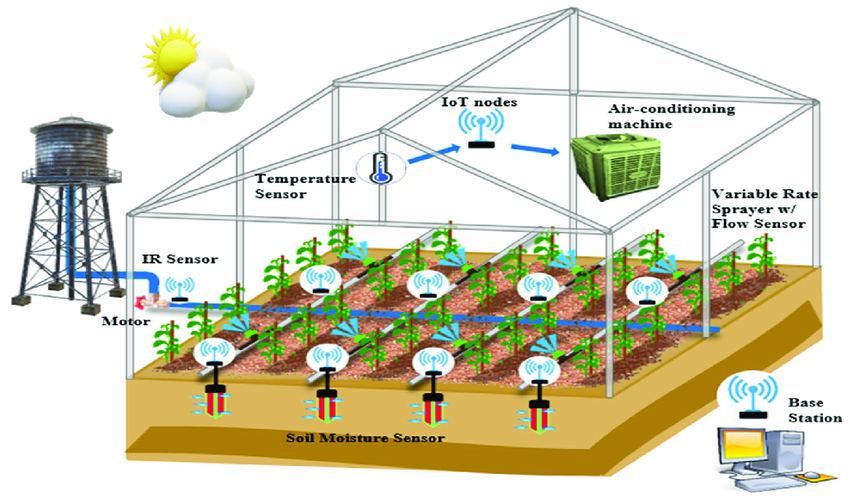 IoT nodes
Air-conditioning
machine
Temperature
Sensor
Variable Rate
Sprayer w/
Flow Sensor
IR Sensor
Motor
Base
Station
Soil Moisture Sensor